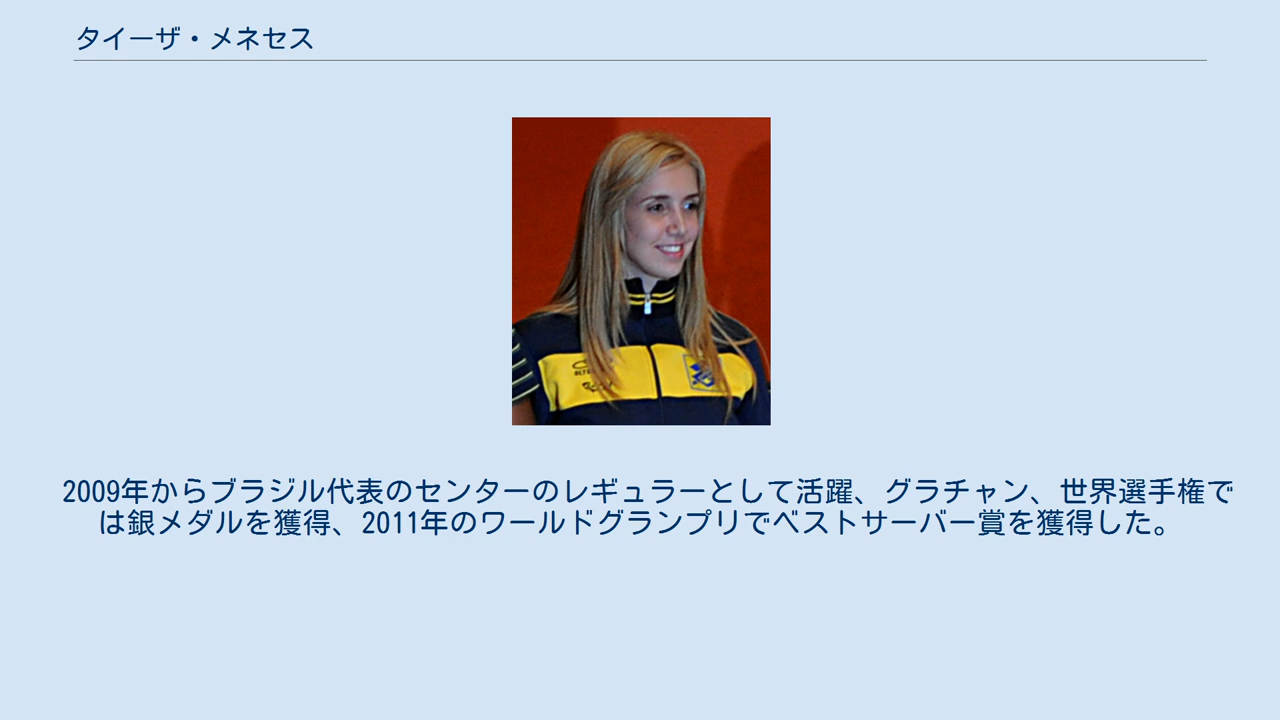 タイーザ・メネセス
2009年からブラジル代表のセンターのレギュラーとして活躍、グラチャン、世界選手権で
は銀メダルを獲得、2011年のワールドグランプリでベストサーバー賞を獲得した。